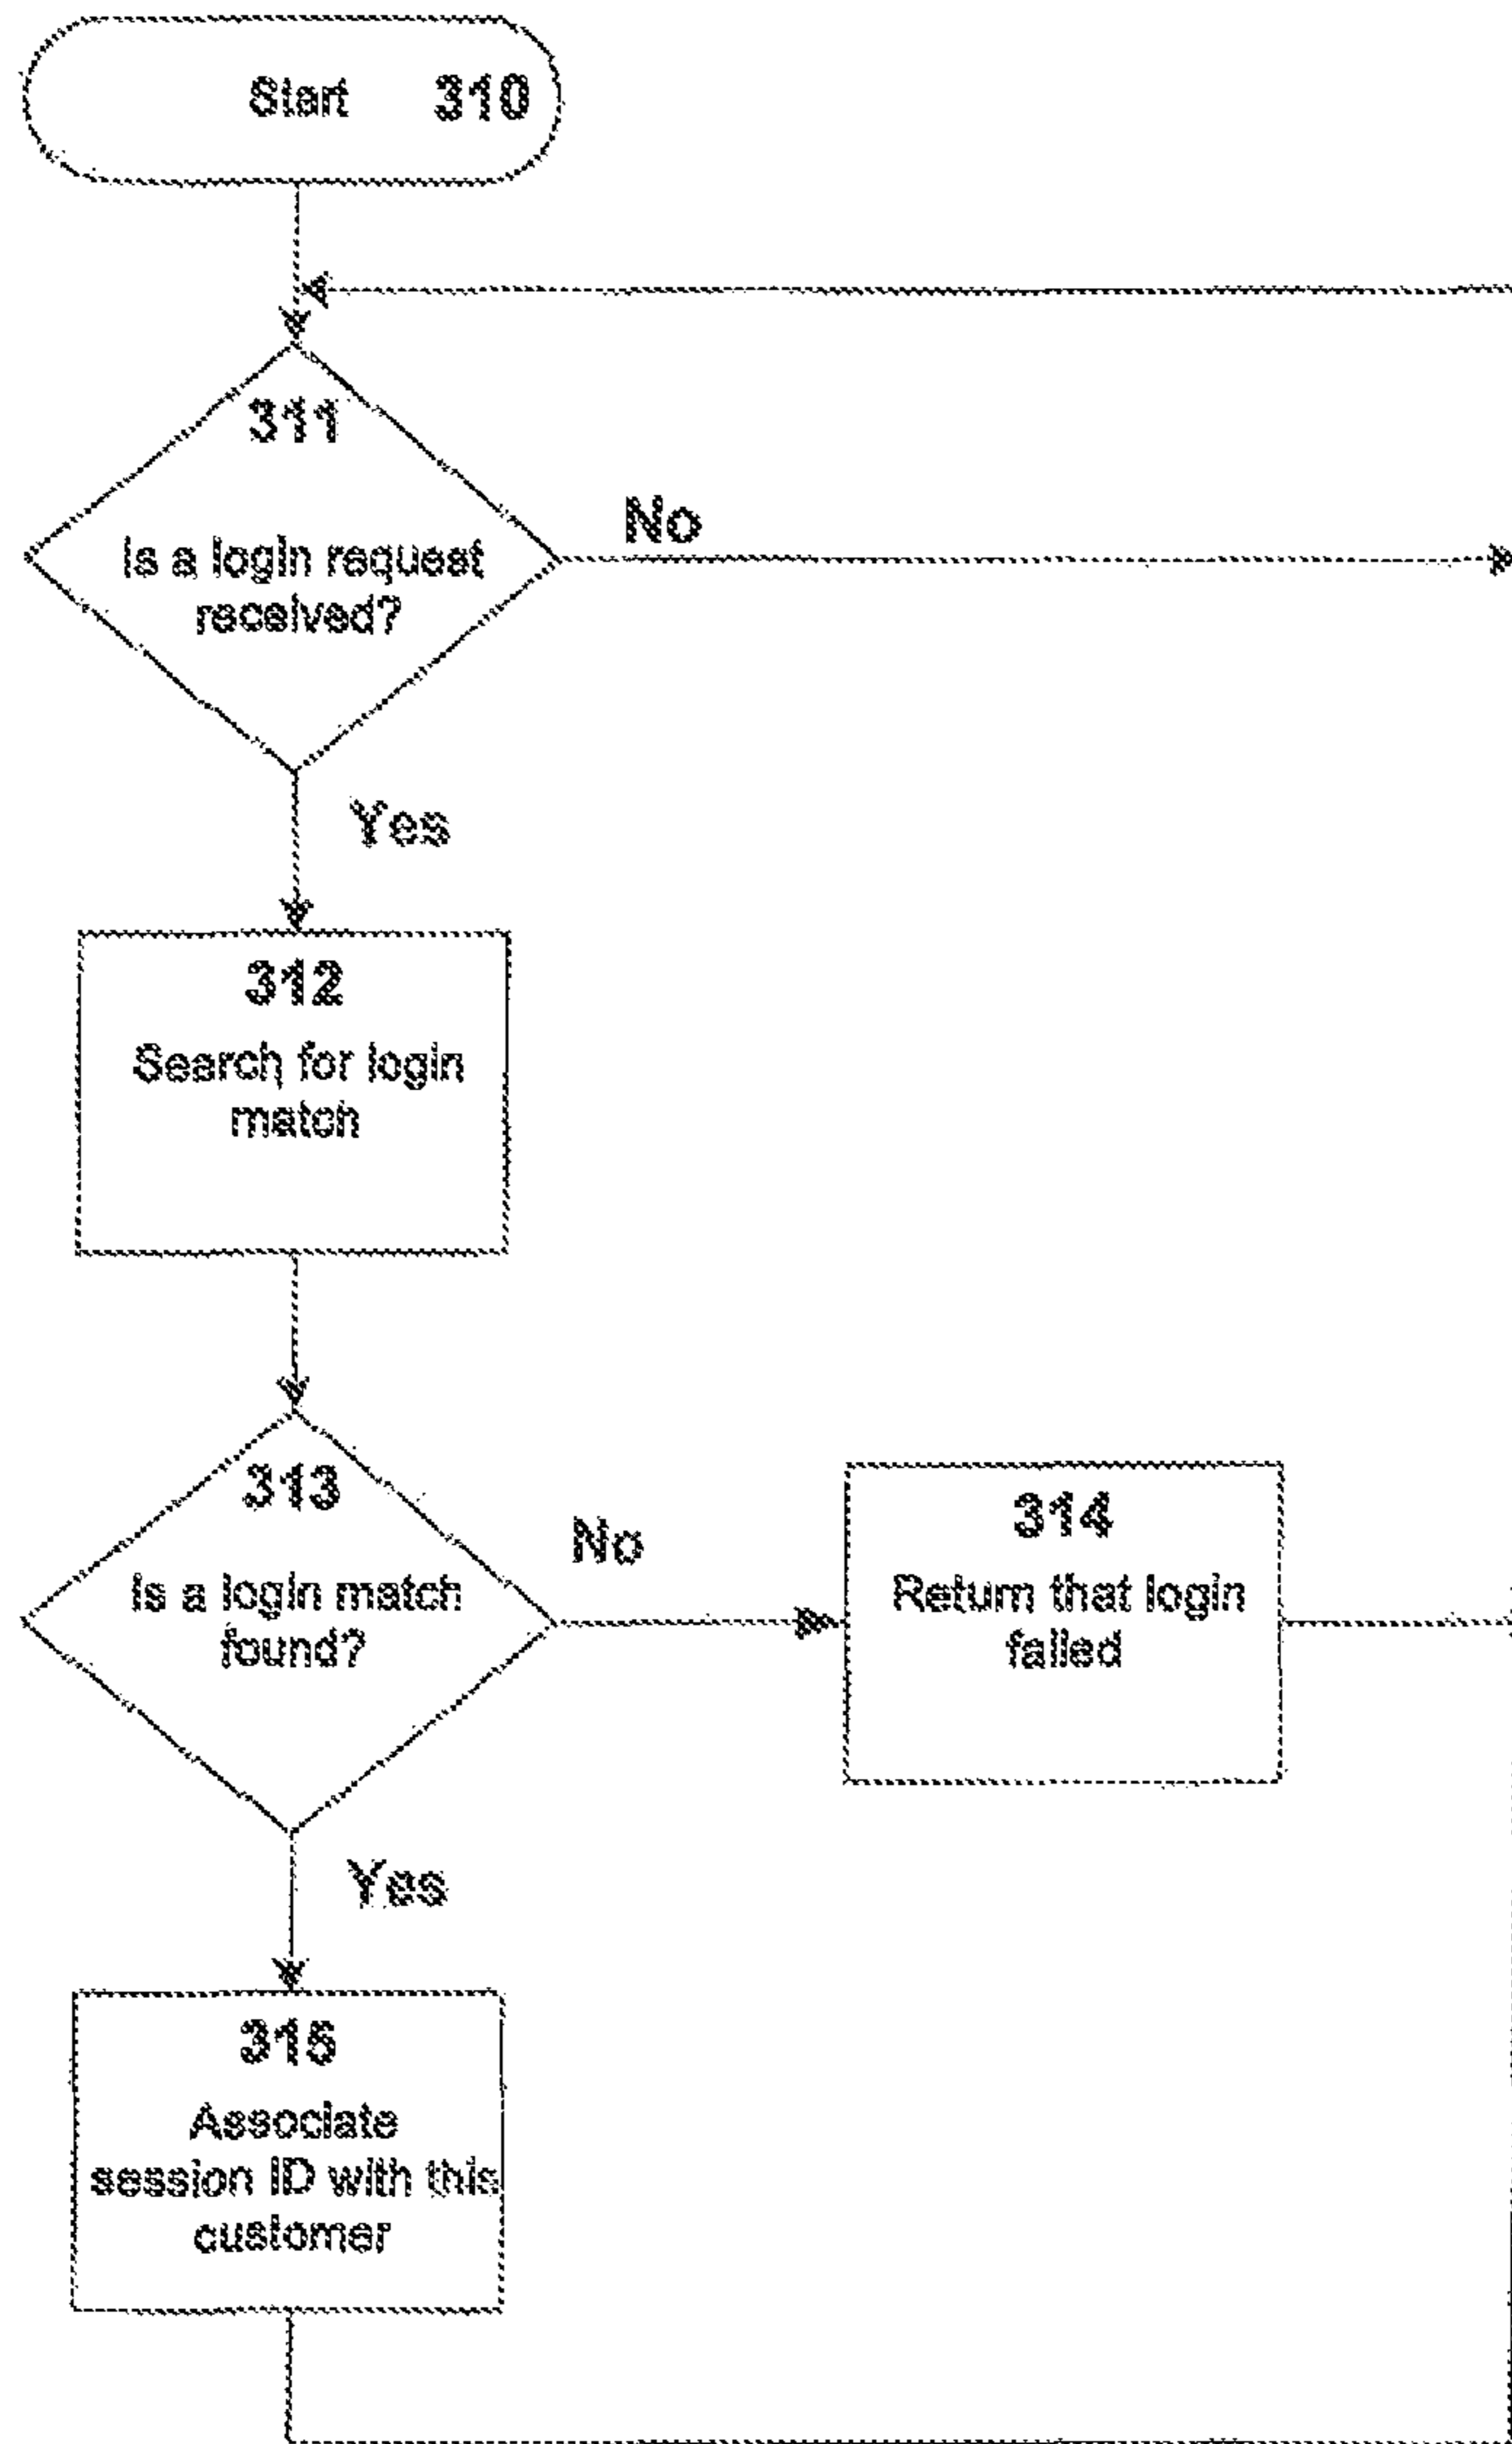 Start 310
311
Is a login request
received?
No
Yes
312
Search for login
match
313
Is a login match
found?
No
314
Return that login
failed
Yes
315
Associate
session ID with this
customer